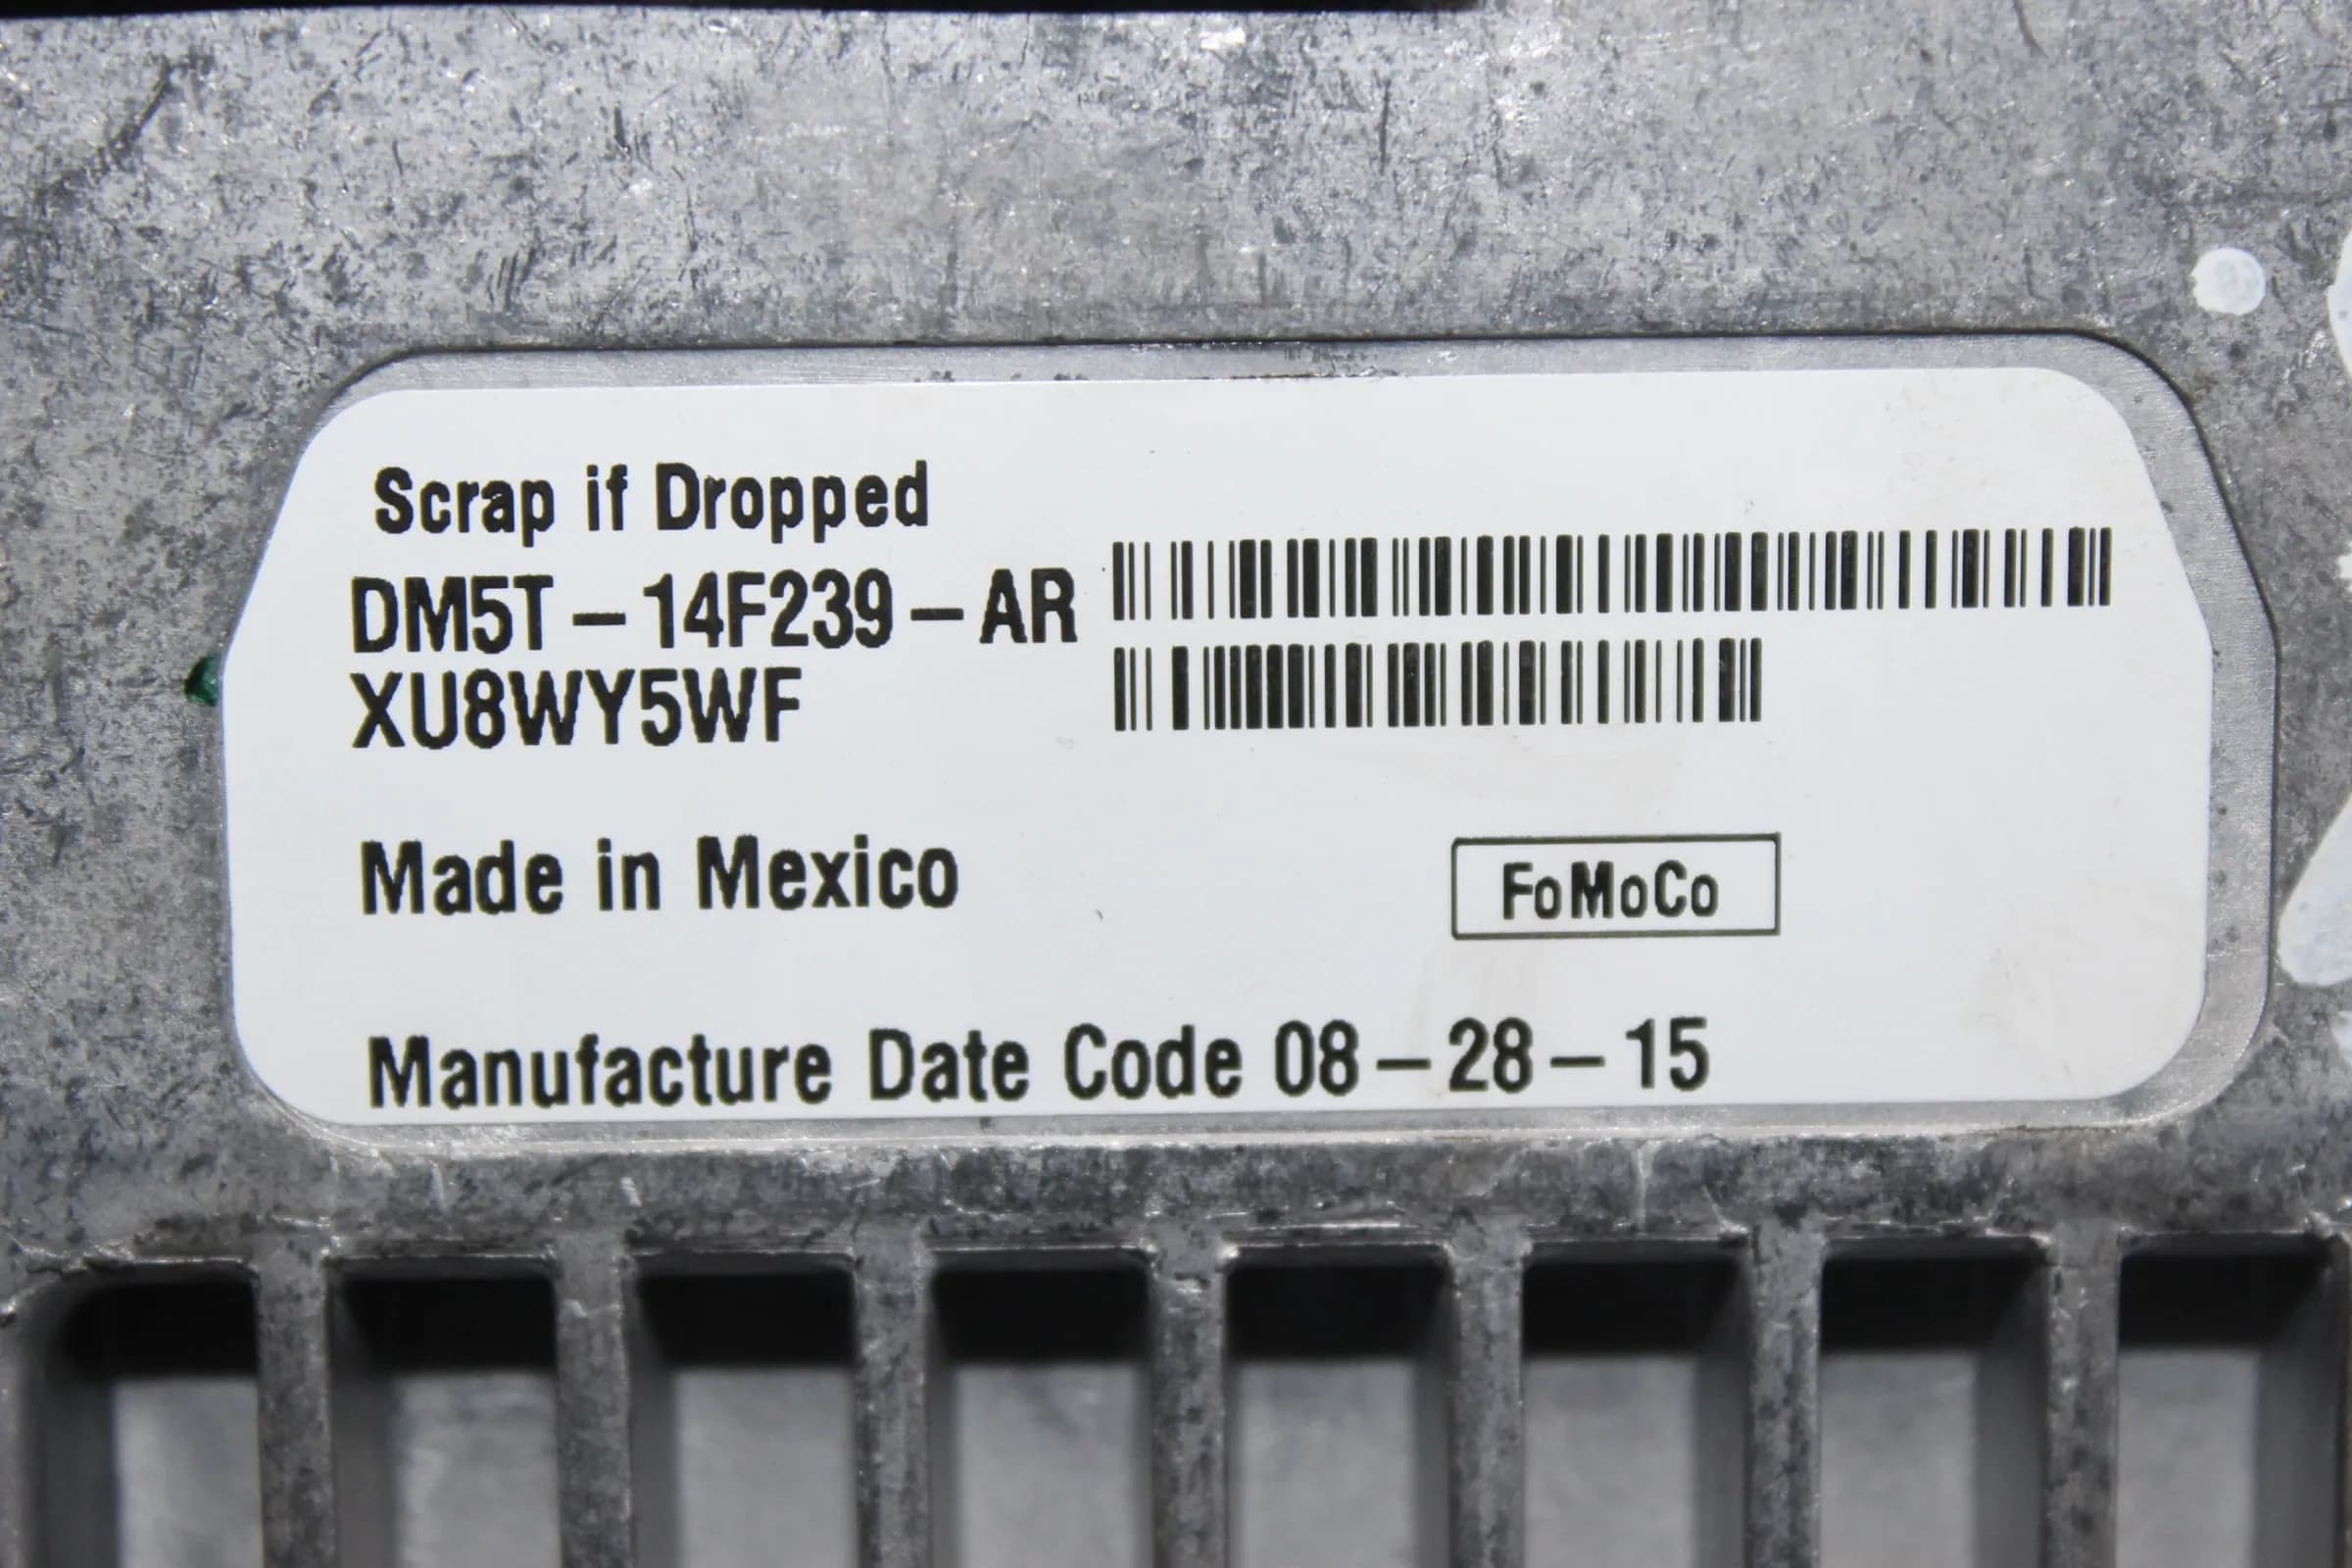 Scrap if Dropped
DM5T-14F239-AR
XU8WY5WF
Made in Mexico
FoMoCo
Manufacture Date Code 08-28-15